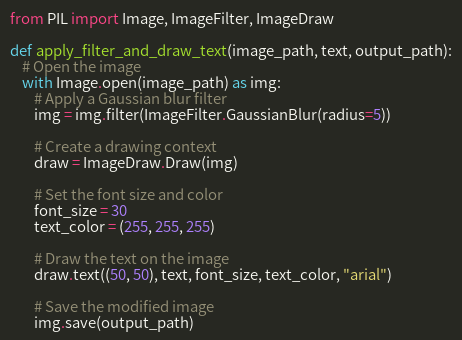 from PIL import Image, ImageFilter, ImageDraw

def apply_filter_and_draw_text(image_path, text, output_path):
    # Open the image
    with Image.open(image_path) as img:
        # Apply a Gaussian blur filter
        img = img.filter(ImageFilter.GaussianBlur(radius=5))

        # Create a drawing context
        draw = ImageDraw.Draw(img)

        # Set the font size and color
        font_size = 30
        text_color = (255, 255, 255)

        # Draw the text on the image
        draw.text((50, 50), text, font_size, text_color, "arial")

        # Save the modified image
        img.save(output_path)